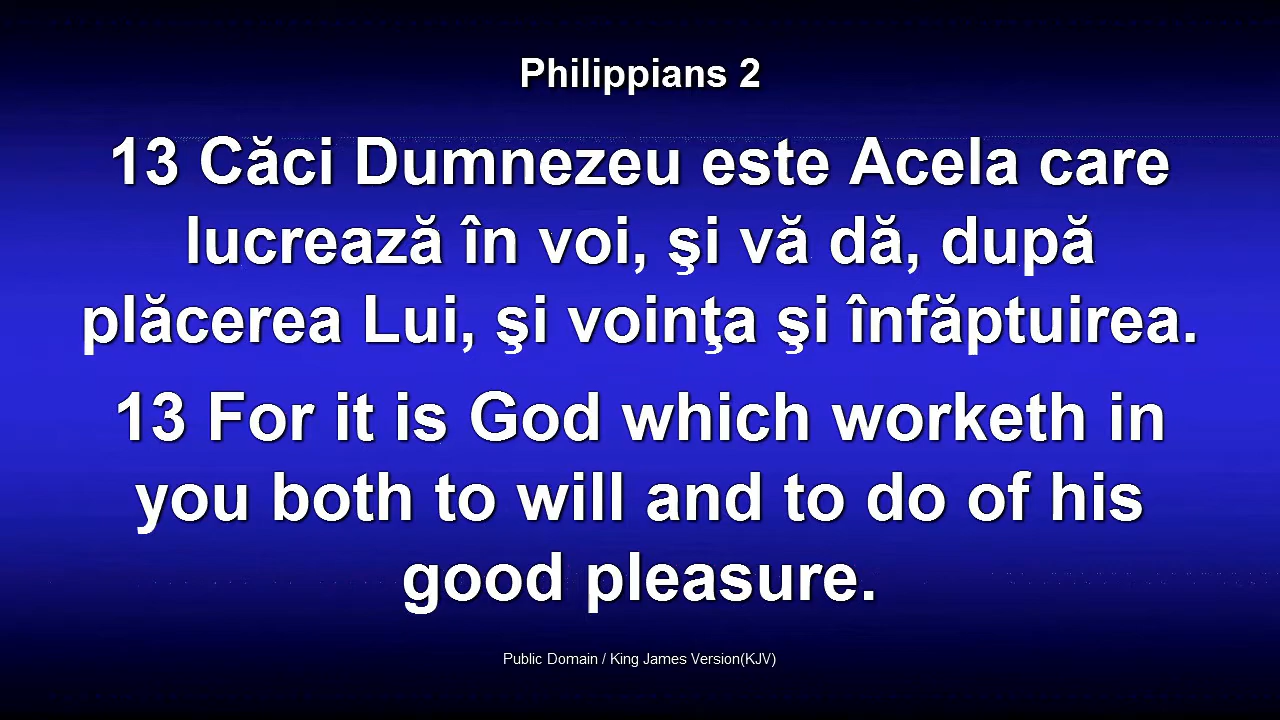 Philippians 2
13 Căci Dumnezeu este Acela care
lucrează în voi, şi vă dă, după
plăcerea Lui, şi voinţa şi înfăptuirea.
13 For it is God which worketh in
you both to will and to do of his
good pleasure.
Public Domain / King James Version(KJV)